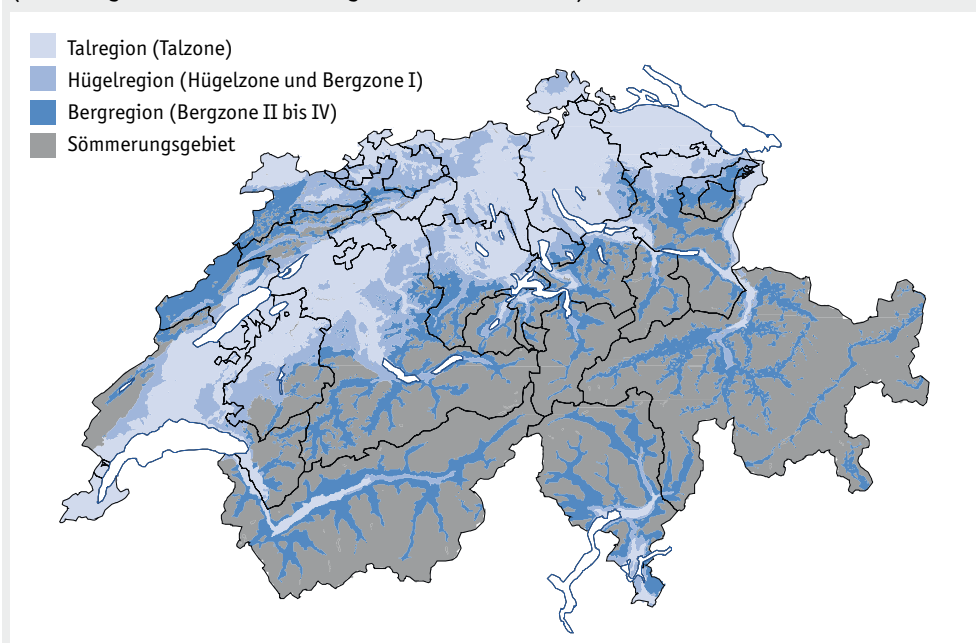 Talregion (Talzone)
Hügelregion (Hügelzone und Bergzone I)
Bergregion (Bergzone II bis IV)
Sömmerungsgebiet